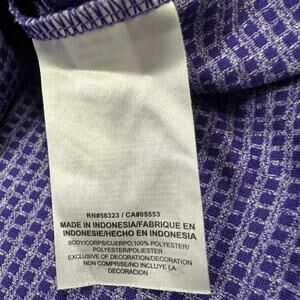 RN#56323 / CA#05553
MADE IN INDONESIA/FABRIQUE EN
INDONESIE/HECHO EN INDONESIA
BODY/CORPS/CUERPO:100% POLYESTER/
POLYESTER/POLIESTER
EXCLUSIVE OF DECORATION/DECORATION
NON COMPRISE/NO INCLUYE LA
DECORACION